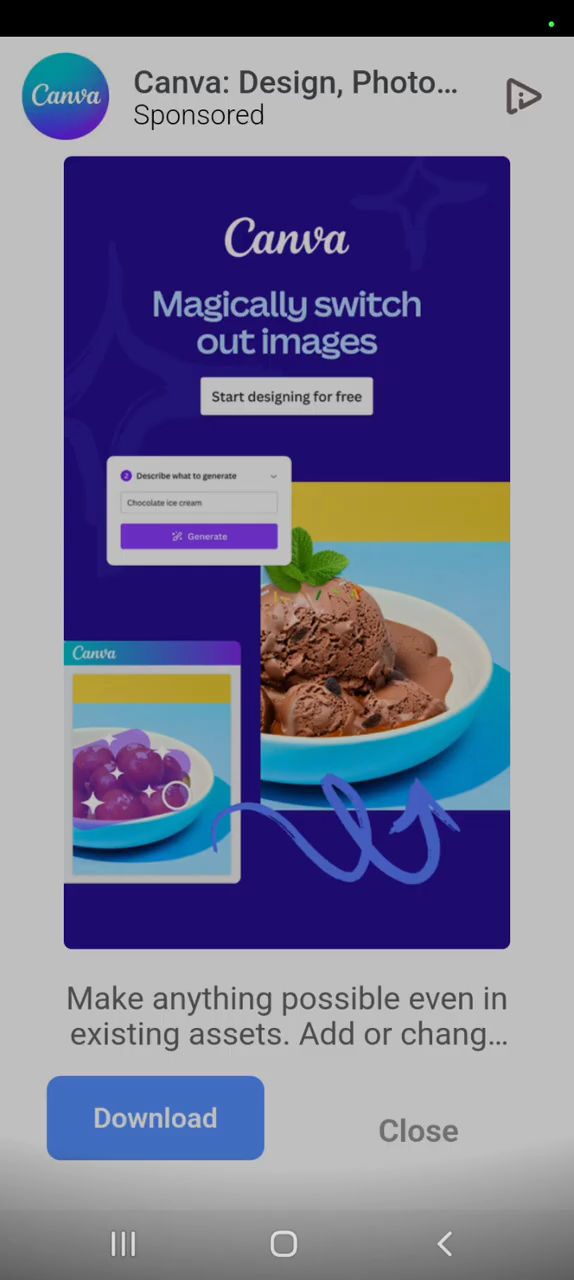 Canva
Canva: Design, Photo...
Sponsored
Canva
Magically switch
out images
Start designing for free
2 Describe what to generate
Chocolate ice cream
Generate
Canva
Make anything possible even in
existing assets. Add or chang...
Download
Close